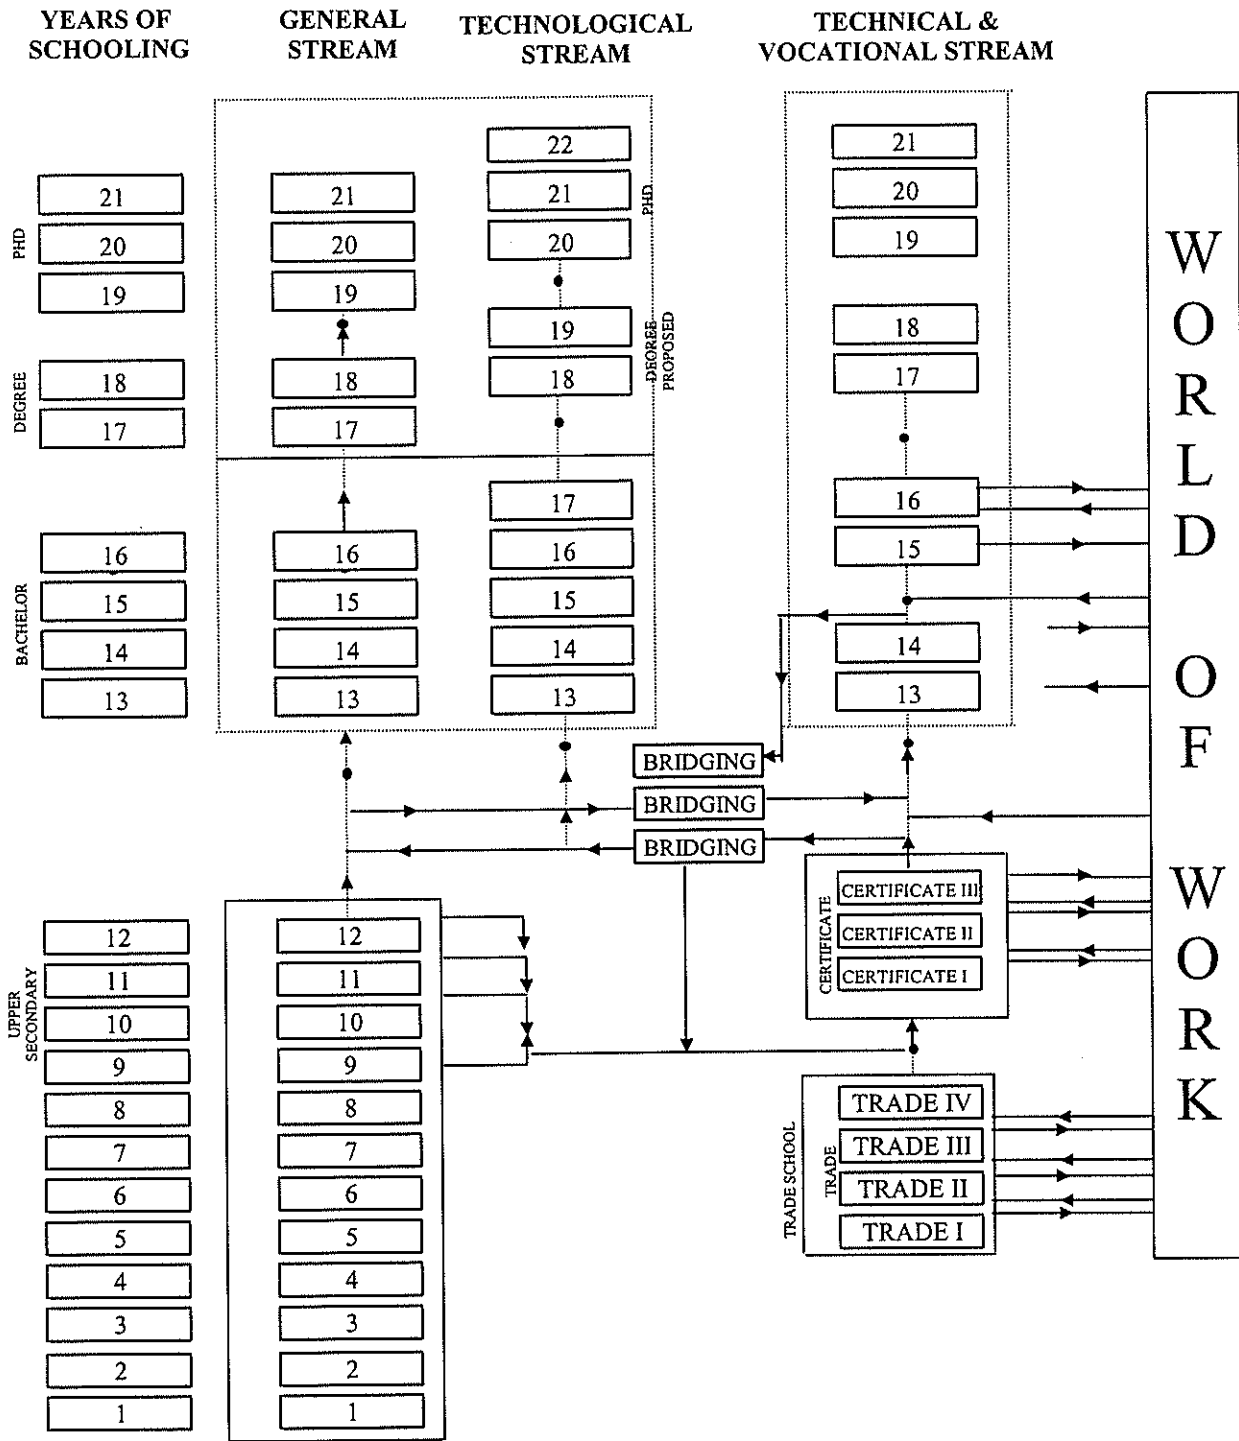 YEARS OF
SCHOOLING
GENERAL
STREAM
TECHNOLOGICAL
STREAM
TECHNICAL &
VOCATIONAL STREAM
PHD
21
20
19
DEGREE
18
17
BACHELOR
16
15
14
13
UPPER
SECONDARY
12
11
10
9
8
7
6
5
4
3
2
1
21
20
19
18
17
16
15
14
13
12
11
10
9
8
7
6
5
4
3
2
1
22
21
20
PHD
19
18
DEGREE
PROPOSED
17
16
15
14
13
BRIDGING
BRIDGING
BRIDGING
21
20
19
18
17
16
15
14
13
CERTIFICATE
CERTIFICATE III
CERTIFICATE II
CERTIFICATE I
TRADE SCHOOL
TRADE
TRADE IV
TRADE III
TRADE II
TRADE I
WORLD OF WORK